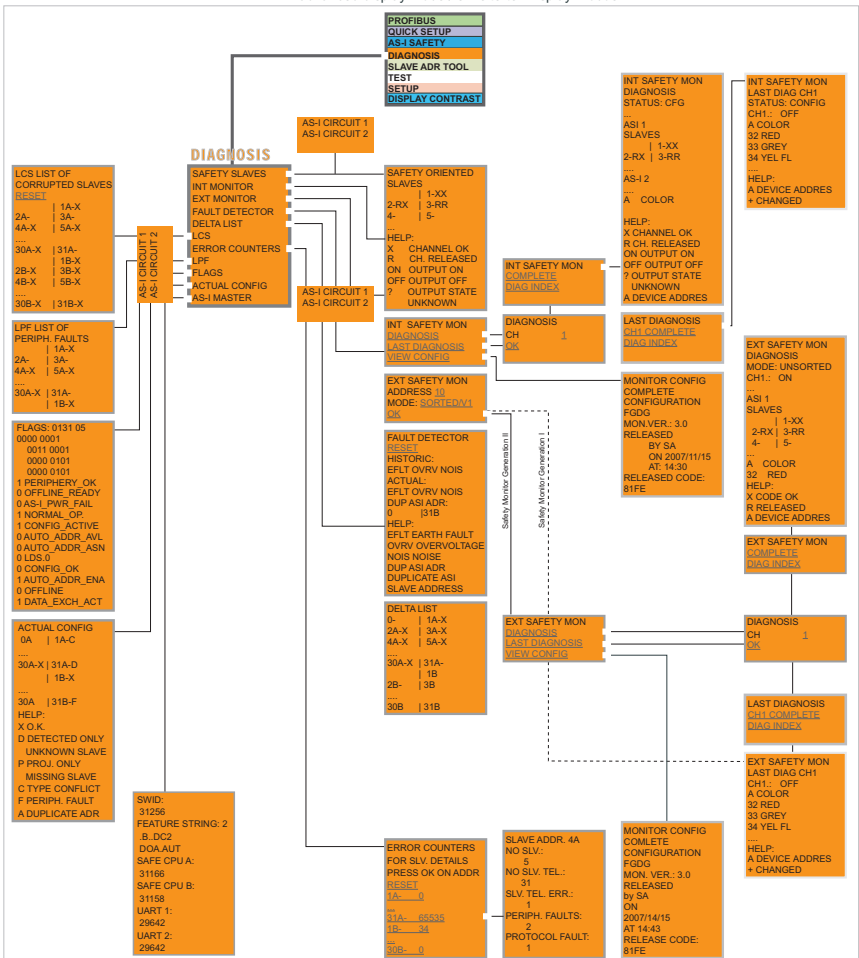 PROFIBUS
QUICK SETUP
AS-I SAFETY
DIAGNOSIS
SLAVE ADR TOOL
TEST
SETUP
DISPLAY CONTRAST
AS-I CIRCUIT 1
AS-I CIRCUIT 2
DIAGNOSIS
SAFETY SLAVES
INT MONITOR
EXT MONITOR
FAULT DETECTOR
DELTA LIST
LCS
ERROR COUNTERS
LPF
FLAGS
ACTUAL CONFIG
AS-I MASTER
AS-I CIRCUIT 1
AS-I CIRCUIT 2
LCS LIST OF
CORRUPTED SLAVES
RESET
| 1A-X
2A- | 3A-
4A-X | 5A-X
....
30A-X | 31A-
| 1B-X
2B-X | 3B-X
4B-X | 5B-X
....
30B-X | 31B-X
LPF LIST OF
PERIPH. FAULTS
| 1A-X
2A- | 3A-
4A-X | 5A-X
....
30A-X | 31A-
| 1B-X
FLAGS: 0131 05
0000 0001
0011 0001
0000 0101
0000 0101
1 PERIPHERY_OK
0 OFFLINE_READY
0 AS-I_PWR_FAIL
1 NORMAL_OP.
1 CONFIG_ACTIVE
0 AUTO_ADDR_AVL
0 AUTO_ADDR_ASN
0 LDS.0
0 CONFIG_OK
1 AUTO_ADDR_ENA
0 OFFLINE
1 DATA_EXCH_ACT
ACTUAL CONFIG
0A | 1A-C
....
30A-X | 31A-D
| 1B-X
....
30A | 31B-F
HELP:
X O.K.
D DETECTED ONLY
UNKNOWN SLAVE
P PROJ. ONLY
MISSING SLAVE
C TYPE CONFLICT
F PERIPH. FAULT
A DUPLICATE ADR
SWID:
31256
FEATURE STRING: 2
.B..DC2
DOA.AUT
SAFE CPU A:
31166
SAFE CPU B:
31158
UART 1:
29642
UART 2:
29642
SAFETY ORIENTED
SLAVES
| 1-XX
2-RX | 3-RR
4- | 5-
...
HELP:
X CHANNEL OK
R CH. RELEASED
ON OUTPUT ON
OFF OUTPUT OFF
? OUTPUT STATE
UNKNOWN
AS-I CIRCUIT 1
AS-I CIRCUIT 2
INT SAFETY MON
DIAGNOSIS
LAST DIAGNOSIS
VIEW CONFIG
EXT SAFETY MON
ADDRESS 10
MODE: SORTED/V1
OK
FAULT DETECTOR
RESET
HISTORIC:
EFLT OVRV NOIS
ACTUAL:
EFLT OVRV NOIS
DUP ASI ADR:
0 |31B
HELP:
EFLT EARTH FAULT
OVRV OVERVOLTAGE
NOIS NOISE
DUP ASI ADR
DUPLICATE ASI
SLAVE ADDRESS
DELTA LIST
0- | 1A-X
2A-X | 3A-X
4A-X | 5A-X
....
30A-X | 31A-
| 1B
2B- | 3B
....
30B | 31B
ERROR COUNTERS
FOR SLV. DETAILS
PRESS OK ON ADDR
RESET
1A- 0
...
31A- 65535
1B- 34
...
30B- 0
SLAVE ADDR. 4A
NO SLV.:
5
NO SLV. TEL.:
31
SLV. TEL. ERR.:
1
PERIPH. FAULTS:
2
PROTOCOL FAULT:
1
INT SAFETY MON
COMPLETE
DIAG INDEX
DIAGNOSIS
CH 1
OK
Safety Monitor Generation II
Safety Monitor Generation I
EXT SAFETY MON
DIAGNOSIS
LAST DIAGNOSIS
VIEW CONFIG
INT SAFETY MON
DIAGNOSIS
STATUS: CFG
...
ASI 1
SLAVES
| 1-XX
2-RX | 3-RR
....
AS-I 2
....
A COLOR
HELP:
X CHANNEL OK
R CH. RELEASED
ON OUTPUT ON
OFF OUTPUT OFF
? OUTPUT STATE
UNKNOWN
A DEVICE ADDRES
LAST DIAGNOSIS
CH1 COMPLETE
DIAG INDEX
MONITOR CONFIG
COMPLETE
CONFIGURATION
FGDG
MON.VER.: 3.0
RELEASED
BY SA
ON 2007/11/15
AT: 14:30
RELEASED CODE:
81FE
MONITOR CONFIG
COMLETE
CONFIGURATION
FGDG
MON. VER.: 3.0
RELEASED
by SA
ON
2007/14/15
AT 14:43
RELEASE CODE:
81FE
INT SAFETY MON
LAST DIAG CH1
STATUS: CONFIG
CH1.: OFF
A COLOR
32 RED
33 GREY
34 YEL FL
....
HELP:
A DEVICE ADDRES
+ CHANGED
EXT SAFETY MON
DIAGNOSIS
MODE: UNSORTED
CH1.: ON
...
ASI 1
SLAVES
| 1-XX
2-RX | 3-RR
4- | 5-
...
A COLOR
32 RED
HELP:
X CODE OK
R RELEASED
A DEVICE ADDRES
EXT SAFETY MON
COMPLETE
DIAG INDEX
DIAGNOSIS
CH 1
OK
LAST DIAGNOSIS
CH1 COMPLETE
DIAG INDEX
EXT SAFETY MON
LAST DIAG CH1
CH1.: OFF
A COLOR
32 RED
33 GREY
34 YEL FL
....
HELP:
A DEVICE ADDRES
+ CHANGED